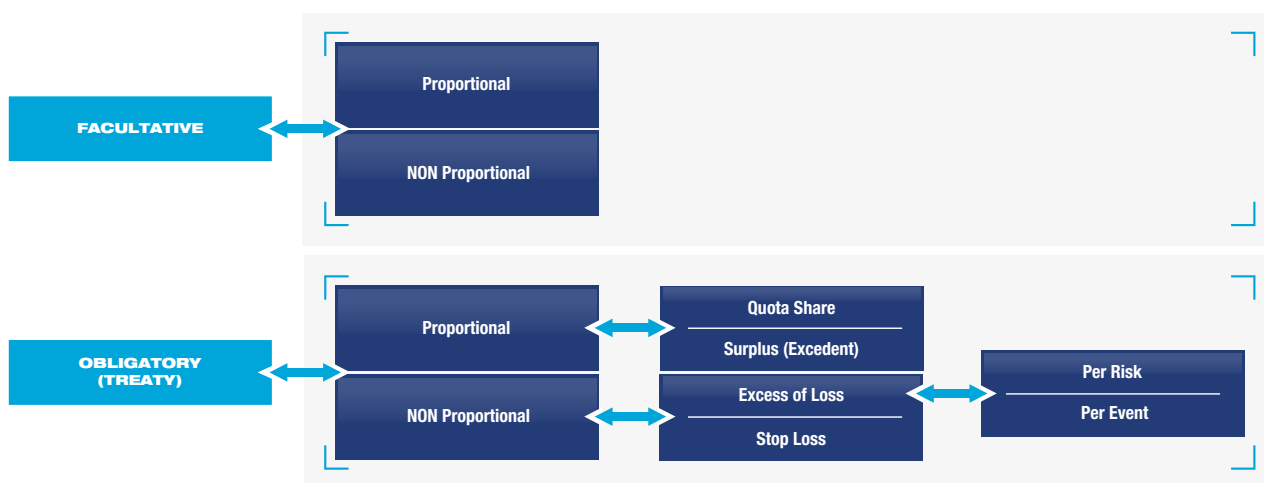 FACULTATIVE
Proportional
NON Proportional
OBLIGATORY
(TREATY)
Proportional
NON Proportional
Quota Share
Surplus (Excedent)
Excess of Loss
Stop Loss
Per Risk
Per Event